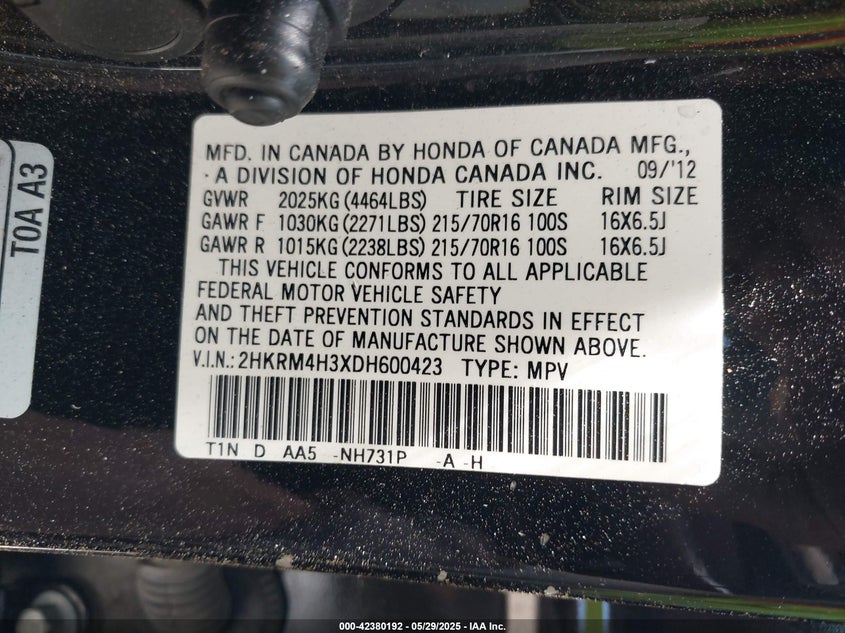 MFD. IN CANADA BY HONDA OF CANADA MFG.,
A DIVISION OF HONDA CANADA INC. 09/'12
GVWR 2025KG (4464LBS) TIRE SIZE RIM SIZE
GAWR F 1030KG (2271LBS) 215/70R16 100S 16X6.5J
GAWR R 1015KG (2238LBS) 215/70R16 100S 16X6.5J
THIS VEHICLE CONFORMS TO ALL APPLICABLE
FEDERAL MOTOR VEHICLE SAFETY
AND THEFT PREVENTION STANDARDS IN EFFECT
ON THE DATE OF MANUFACTURE SHOWN ABOVE.
V.I.N.: 2HKRM4H3XDH600423 TYPE: MPV
T1N D AA5 -NH731P -A -H
T0A A3
000-42380192 - 05/29/2025 - IAA Inc.